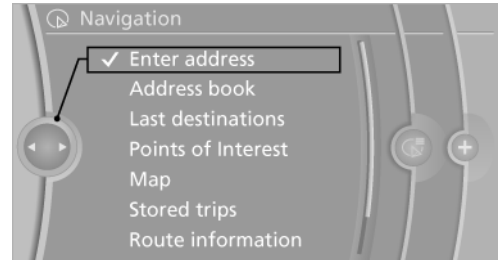 Navigation
Enter address
Address book
Last destinations
Points of Interest
Map
Stored trips
Route information